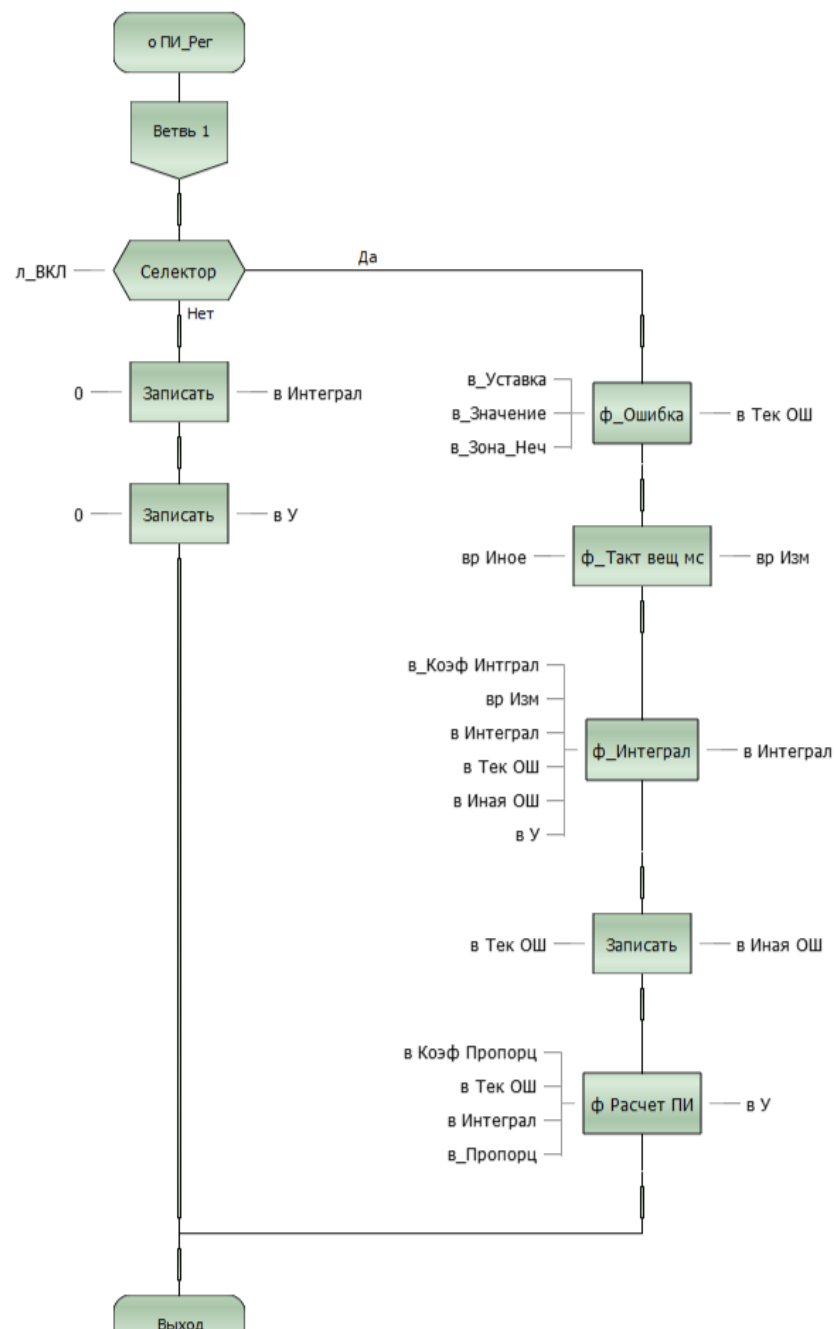 о ПИ_Рег
Ветвь 1
л_ВКЛ
Селектор
Да
Нет
0
Записать
в Интеграл
0
Записать
в У
в_Уставка
в_Значение
в_Зона_Неч
ф_Ошибка
в Тек ОШ
вр Иное
ф_Такт вещ мс
вр Изм
в_Коэф Интграл
вр Изм
в Интеграл
в Тек ОШ
в Иная ОШ
в У
ф_Интеграл
в Интеграл
в Тек ОШ
Записать
в Иная ОШ
в Коэф Пропорц
в Тек ОШ
в Интеграл
в_Пропорц
ф Расчет ПИ
в У
Выход